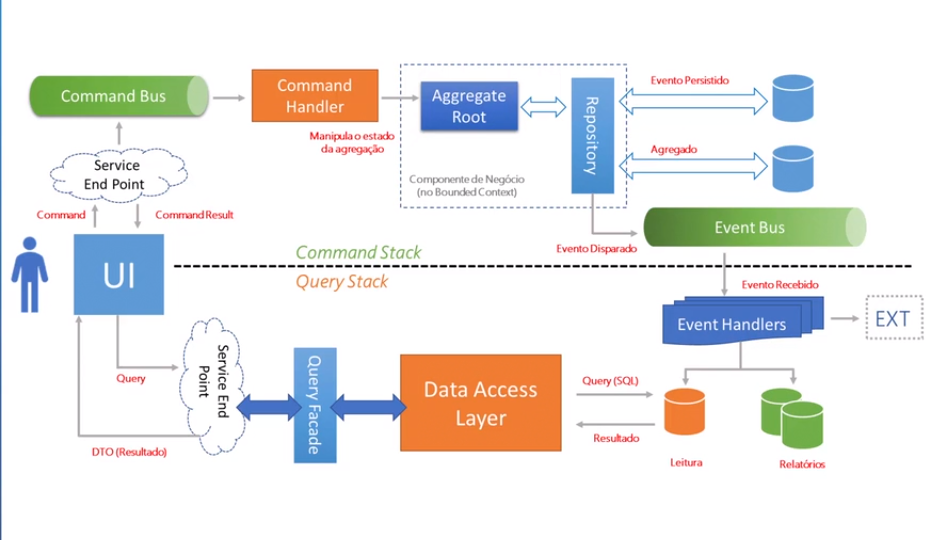 Command Bus
Command
Handler
Aggregate
Root
Repository
Evento Persistido
Manipula o estado
da agregação
Agregado
Service
End Point
Componente de Negócio
(no Bounded Context)
Command
Command Result
Event Bus
Evento Disparado
UI
Command Stack
Query Stack
Evento Recebido
Event Handlers
EXT
Service End
Point
Query Facade
Data Access
Layer
Query
Query (SQL)
Resultado
DTO (Resultado)
Leitura
Relatórios